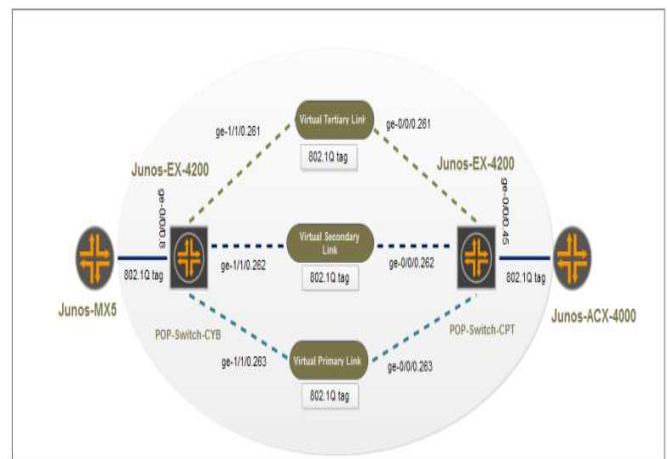 Virtual Tertiary Link
ge-1/1/0.261
ge-0/0/0.261
802.1Q tag
Junos-EX-4200
Junos-EX-4200
ge-0/0/0.8
ge-0/0/0.45
Virtual Secondary
Link
802.1Q tag
ge-1/1/0.262
ge-0/0/0.262
802.1Q tag
802.1Q tag
Junos-MX5
Junos-ACX-4000
POP-Switch-CYB
POP-Switch-CPT
ge-1/1/0.263
Virtual Primary Link
ge-0/0/0.263
802.1Q tag